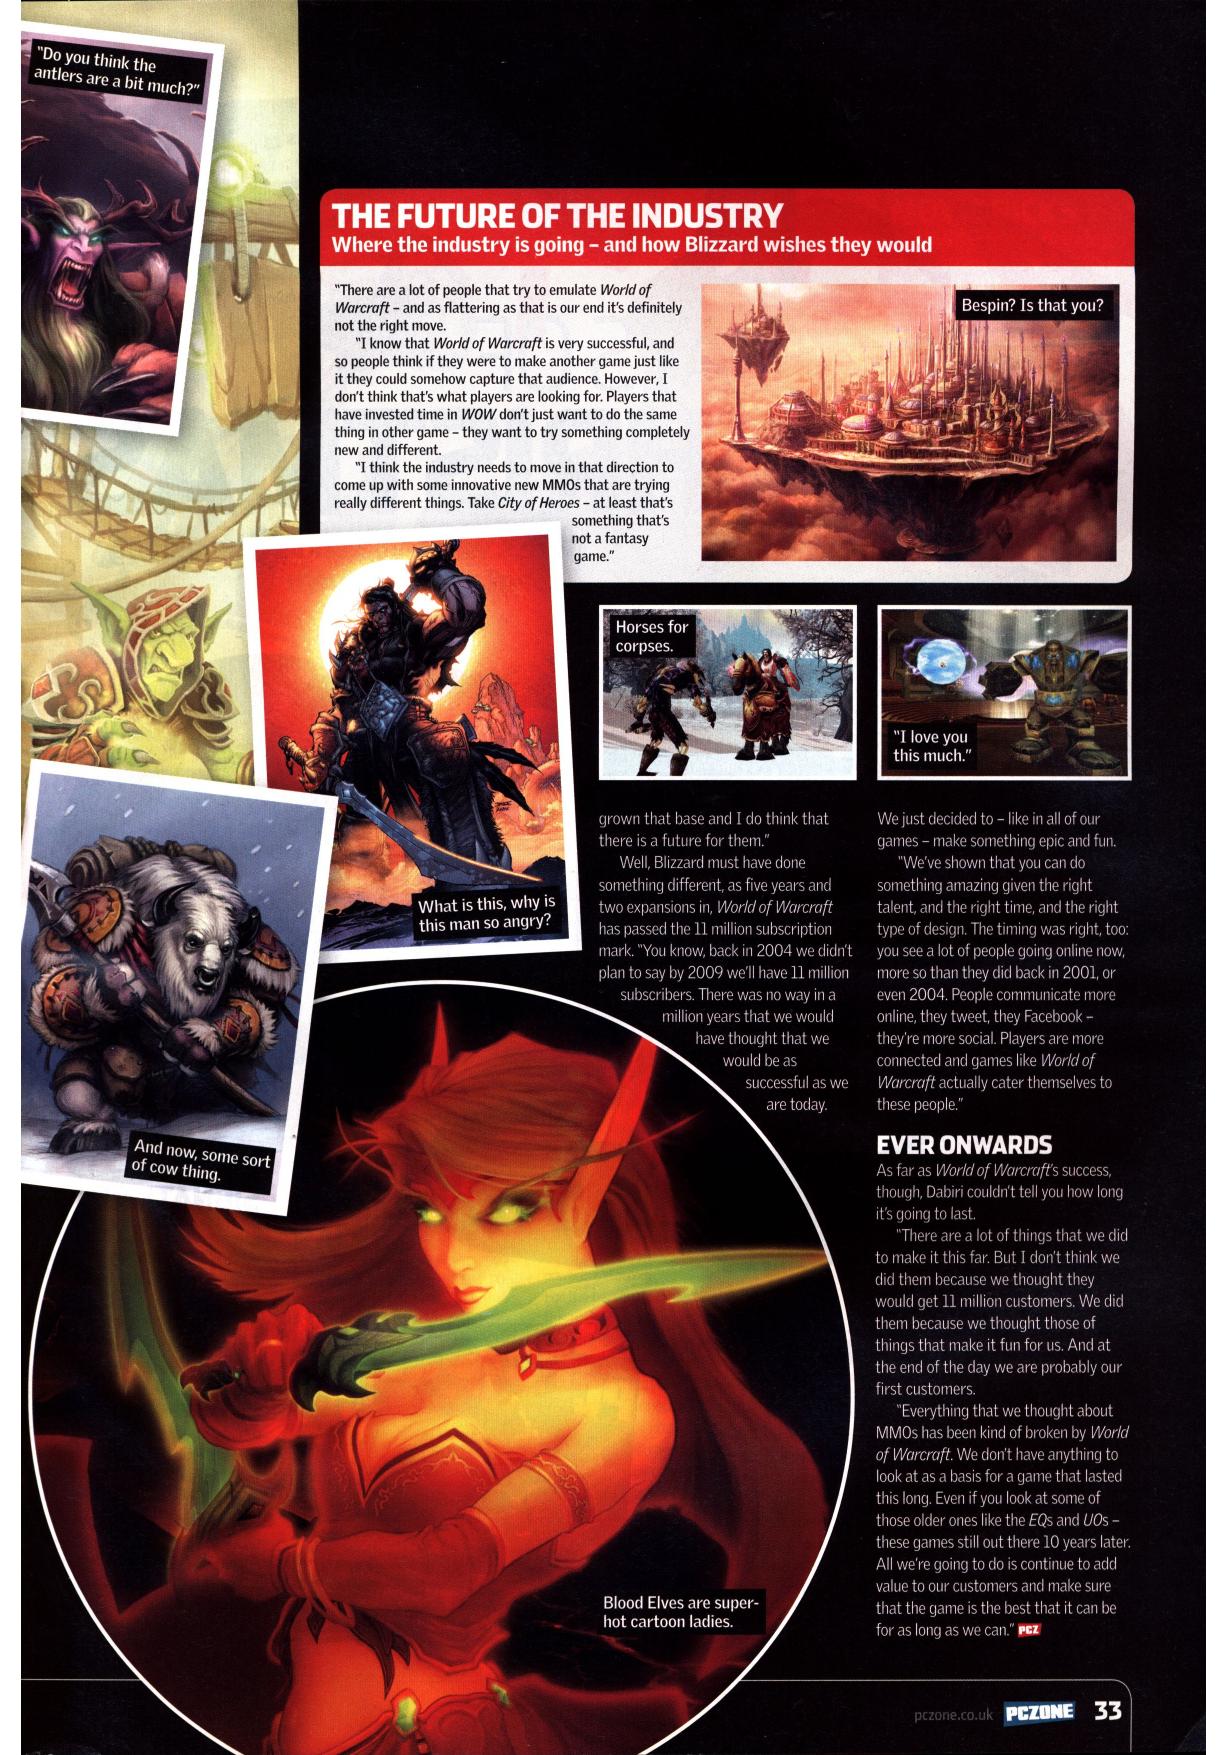 "Do you think the
antlers are a bit much?"
THE FUTURE OF THE INDUSTRY
Where the industry is going – and how Blizzard wishes they would
"There are a lot of people that try to emulate World of
Warcraft – and as flattering as that is our end it's definitely
not the right move.
"I know that World of Warcraft is very successful, and
so people think if they were to make another game just like
it they could somehow capture that audience. However, I
don't think that's what players are looking for. Players that
have invested time in WOW don't just want to do the same
thing in other game – they want to try something completely
new and different.
"I think the industry needs to move in that direction to
come up with some innovative new MMOs that are trying
really different things. Take City of Heroes – at least that's
something that's
not a fantasy
game."
Bespin? Is that you?
What is this, why is
this man so angry?
Horses for
corpses.
"I love you
this much."
And now, some sort
of cow thing.
grown that base and I do think that
there is a future for them."
Well, Blizzard must have done
something different, as five years and
two expansions in, World of Warcraft
has passed the 11 million subscription
mark. "You know, back in 2004 we didn't
plan to say by 2009 we'll have 11 million
subscribers. There was no way in a
million years that we would
have thought that we
would be as
successful as we
are today.
We just decided to – like in all of our
games – make something epic and fun.
"We've shown that you can do
something amazing given the right
talent, and the right time, and the right
type of design. The timing was right, too:
you see a lot of people going online now,
more so than they did back in 2001, or
even 2004. People communicate more
online, they tweet, they Facebook –
they're more social. Players are more
connected and games like World of
Warcraft actually cater themselves to
these people."
EVER ONWARDS
As far as World of Warcraft's success,
though, Dabiri couldn't tell you how long
it's going to last.
"There are a lot of things that we did
to make it this far. But I don't think we
did them because we thought they
would get 11 million customers. We did
them because we thought those of
things that make it fun for us. And at
the end of the day we are probably our
first customers.
"Everything that we thought about
MMOs has been kind of broken by World
of Warcraft. We don't have anything to
look at as a basis for a game that lasted
this long. Even if you look at some of
those older ones like the EQs and UOs –
these games still out there 10 years later.
All we're going to do is continue to add
value to our customers and make sure
that the game is the best that it can be
for as long as we can." PCZ
Blood Elves are super-
hot cartoon ladies.
pczone.co.uk PCZONE 33